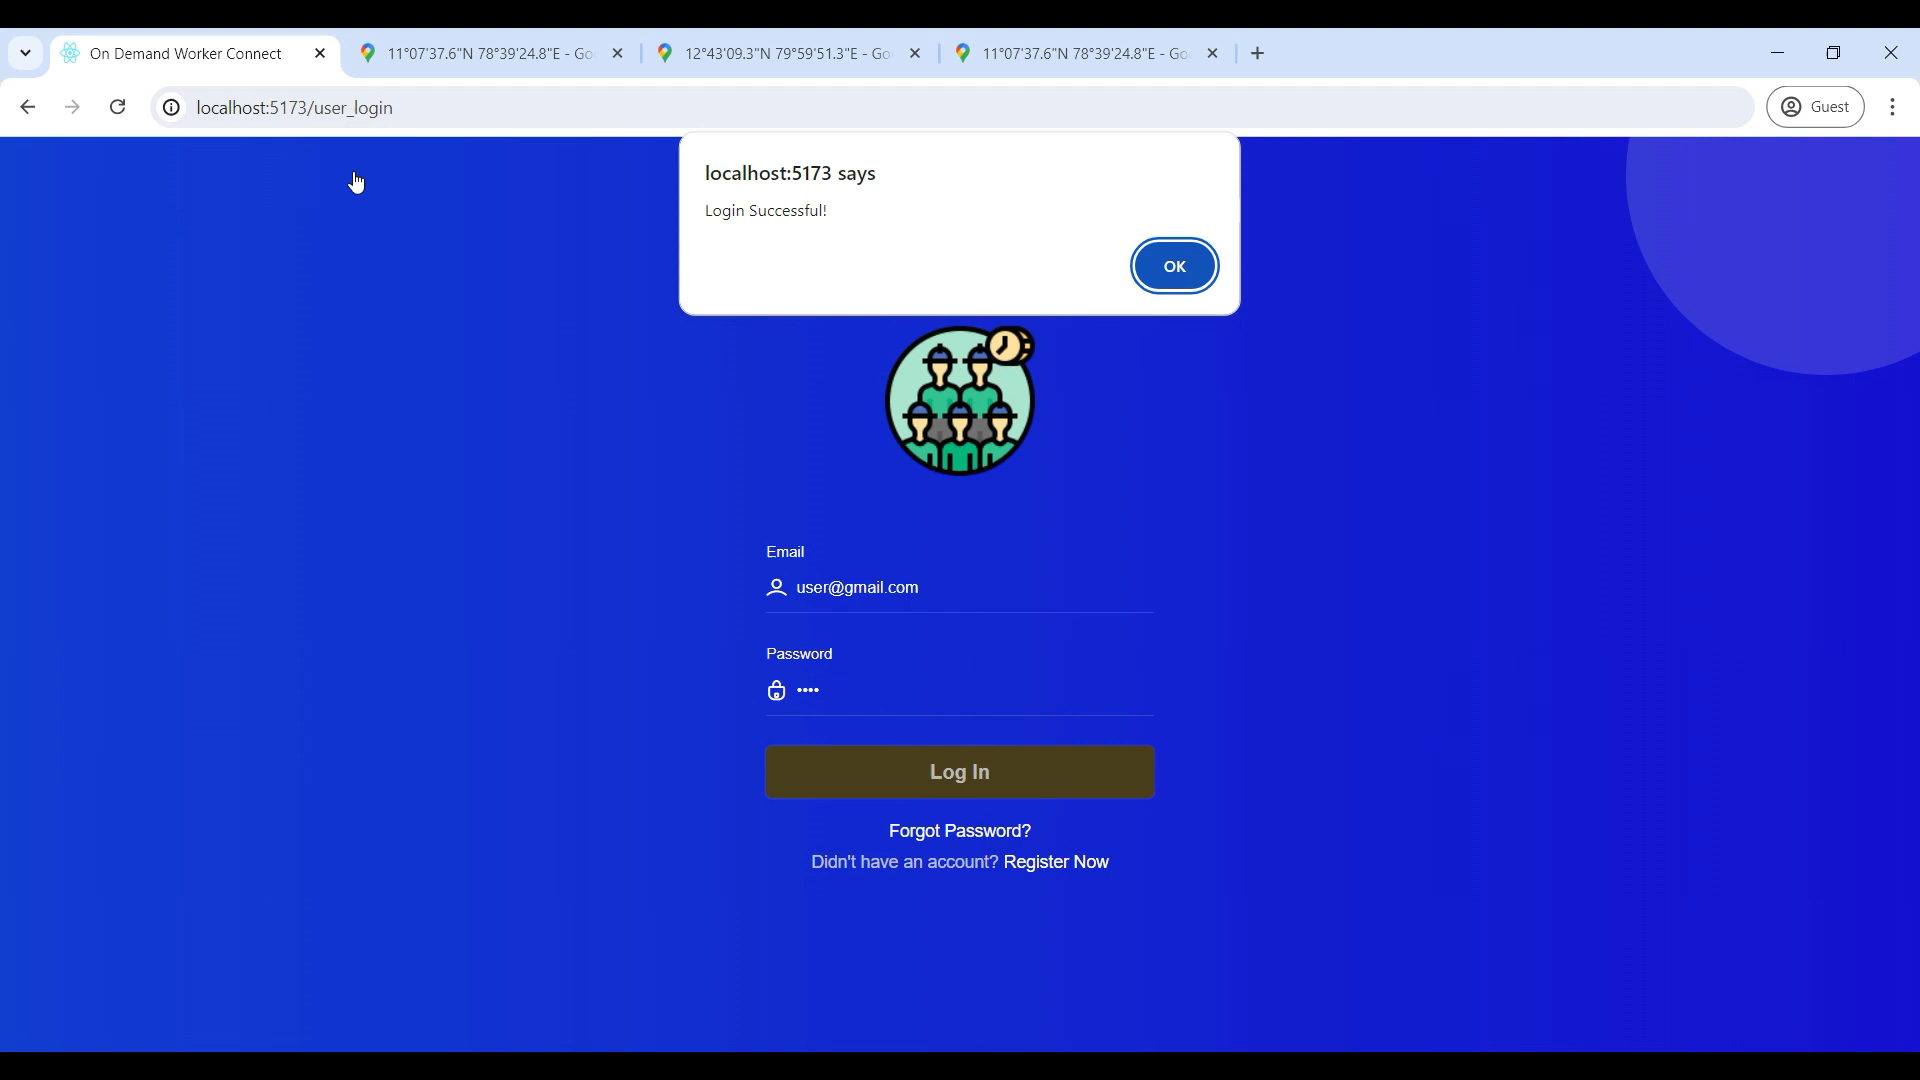 On Demand Worker Connect
11°07'37.6"N 78°39'24.8"E - Go
12°43'09.3"N 79°59'51.3"E - Go
11°07'37.6"N 78°39'24.8"E - Go
localhost:5173/user_login
Guest
localhost:5173 says
Login Successful!
OK
Email
user@gmail.com
Password
Log In
Forgot Password?
Didn't have an account? Register Now